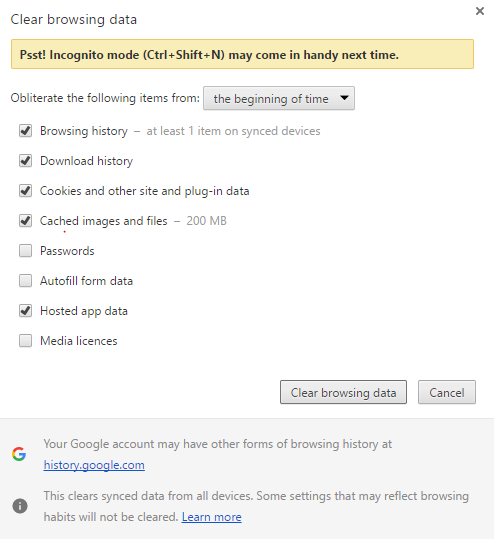 Clear browsing data
Psst! Incognito mode (Ctrl+Shift+N) may come in handy next time.
Obliterate the following items from: the beginning of time
Browsing history – at least 1 item on synced devices
Download history
Cookies and other site and plug-in data
Cached images and files – 200 MB
Passwords
Autofill form data
Hosted app data
Media licences
Clear browsing data Cancel
Your Google account may have other forms of browsing history at
history.google.com
This clears synced data from all devices. Some settings that may reflect browsing
habits will not be cleared. Learn more